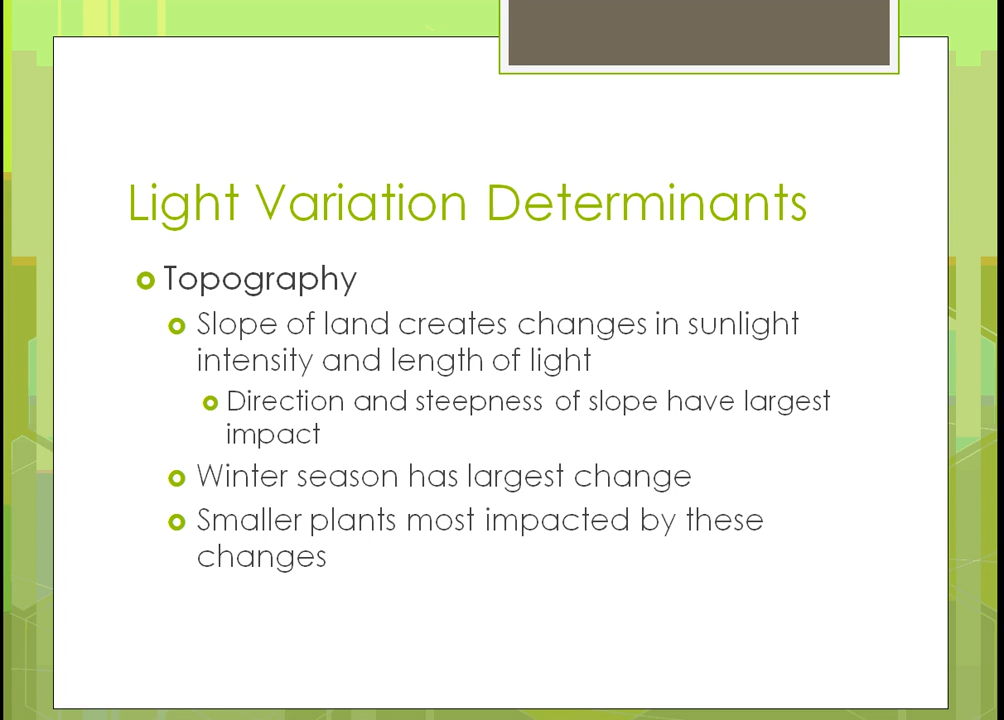 Light Variation Determinants
Topography
Slope of land creates changes in sunlight
intensity and length of light
Direction and steepness of slope have largest
impact
Winter season has largest change
Smaller plants most impacted by these
changes